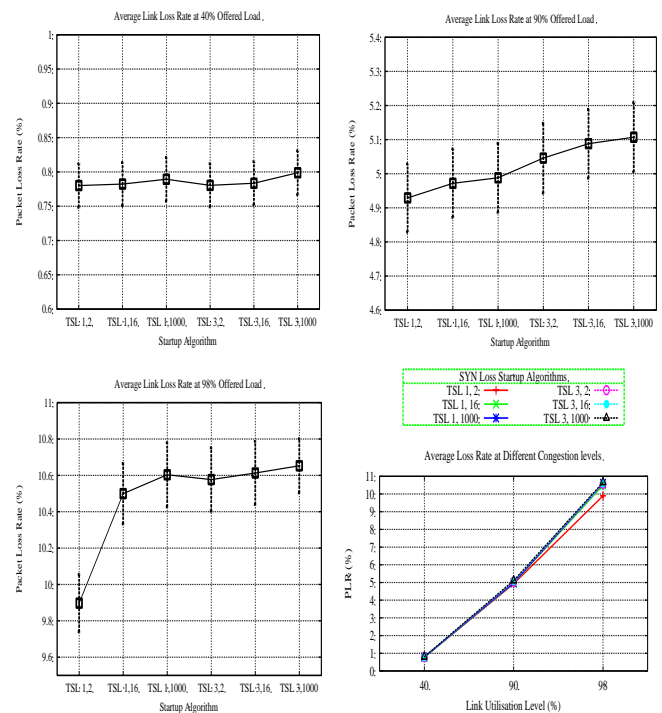 Average Link Loss Rate at 40% Offered Load.
1:
0.95:
0.9:
0.85:
0.8:
0.75:
0.7:
0.65:
0.6:
Packet Loss Rate (%)
TSL: 1,2, TSL:1,16, TSL 1;1000, TSL:3,2, TSL:3,16, TSL 3;1000
Startup Algorithm
Average Link Loss Rate at 90% Offered Load.
5.4:
5.3:
5.2:
5.1:
5:
4.9:
4.8:
4.7:
4.6:
Packet Loss Rate (%)
TSL: 1,2, TSL:1,16, TSL 1;1000, TSL:3,2, TSL:3,16, TSL 3;1000
Startup Algorithm
Average Link Loss Rate at 98% Offered Load.
11:
10.8:
10.6:
10.4:
10.2:
10:
9.8:
9.6:
Packet Loss Rate (%)
TSL: 1,2, TSL:1,16, TSL 1;1000, TSL:3,2, TSL:3,16, TSL 3;1000
Startup Algorithm
SYN Loss Startup Algorithms,
TSL 1, 2: TSL 3, 2:
TSL 1, 16: TSL 3, 16:
TSL 1, 1000: TSL 3, 1000
Average Loss Rate at Different Congestion levels,
11:
10:
9:
8:
7:
6:
5:
4:
3:
2:
1:
0:
PLR (%)
40. 90. 98
Link Utilisation Level (%)